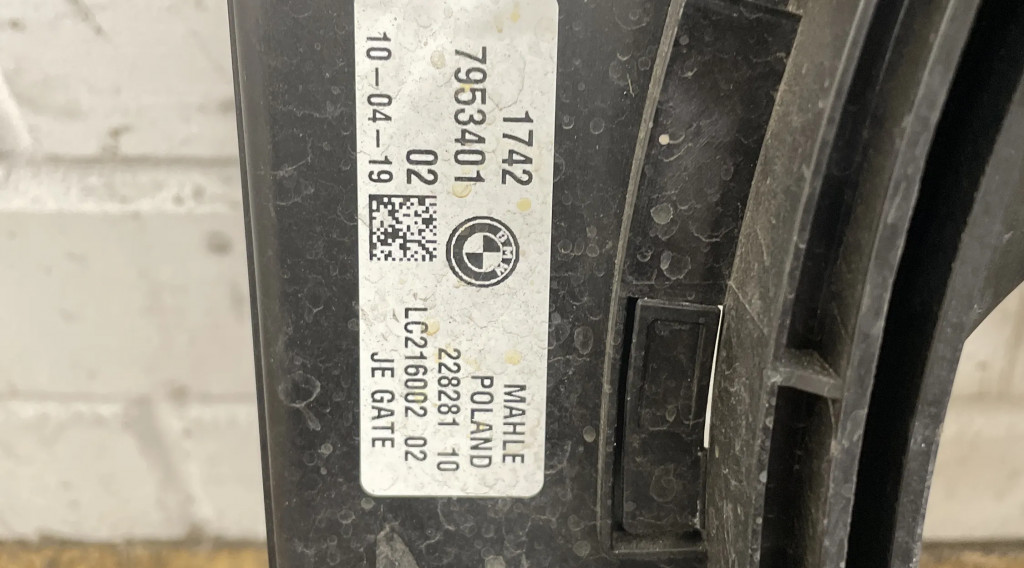 1742
7953401
02
10-04-19
BMW
MAHLE
POLAND
228281 10
LC216002 02
JE GATE